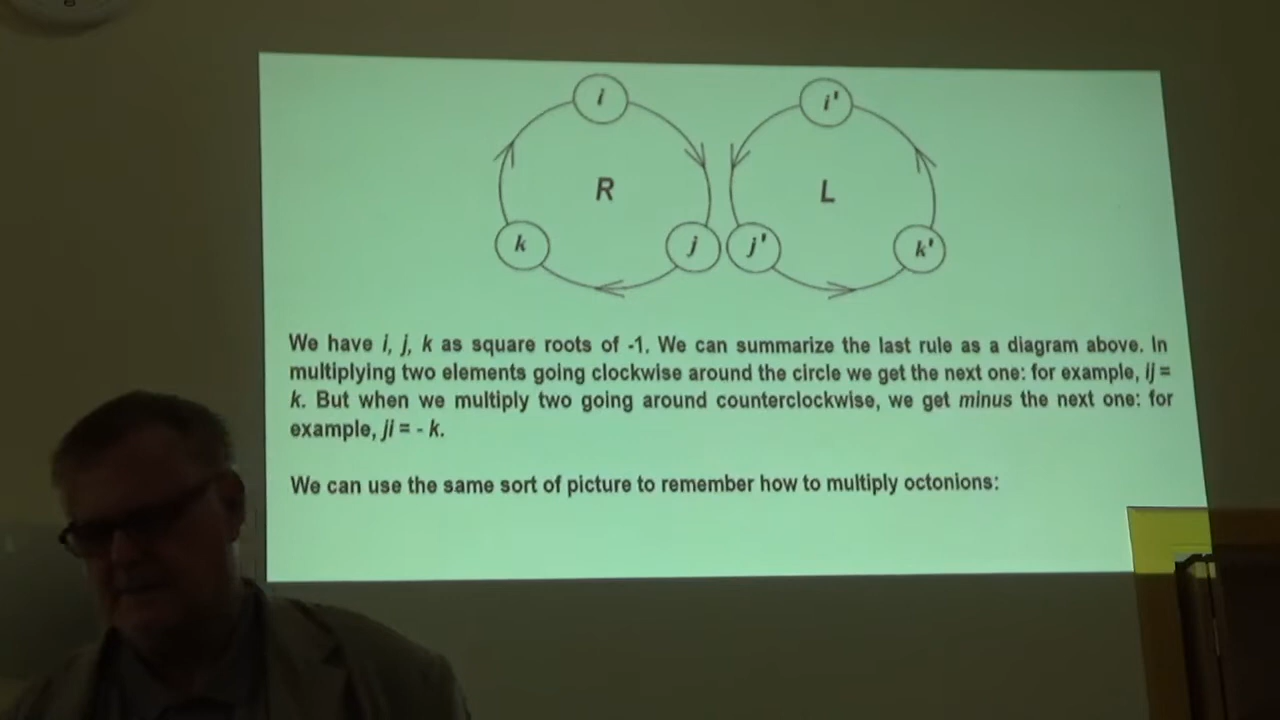 i i'
R L
k j j' k'
We have i, j, k as square roots of -1. We can summarize the last rule as a diagram above. In
multiplying two elements going clockwise around the circle we get the next one: for example, ij =
k. But when we multiply two going around counterclockwise, we get minus the next one: for
example, ji = - k.
We can use the same sort of picture to remember how to multiply octonions: